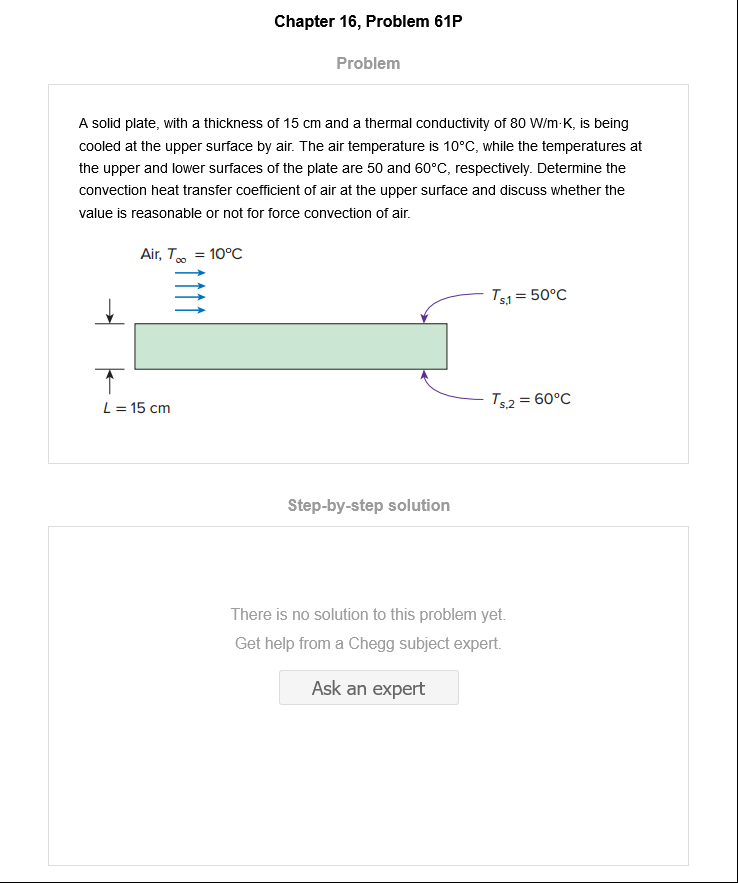 Chapter 16, Problem 61P
Problem
A solid plate, with a thickness of 15 cm and a thermal conductivity of 80 W/m·K, is being
cooled at the upper surface by air. The air temperature is 10°C, while the temperatures at
the upper and lower surfaces of the plate are 50 and 60°C, respectively. Determine the
convection heat transfer coefficient of air at the upper surface and discuss whether the
value is reasonable or not for force convection of air.
Air, T∞ = 10°C
Ts,1 = 50°C
Ts,2 = 60°C
L = 15 cm
Step-by-step solution
There is no solution to this problem yet.
Get help from a Chegg subject expert.
Ask an expert